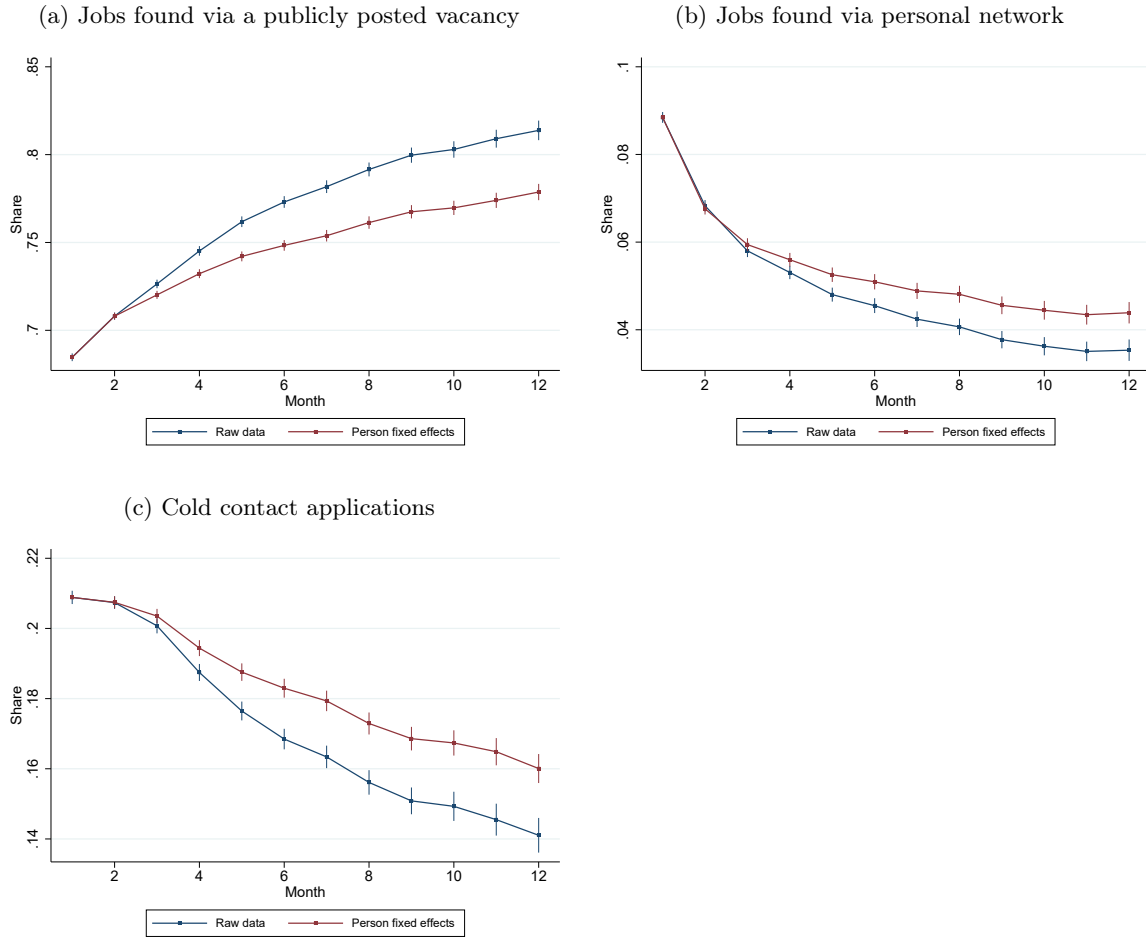 (a) Jobs found via a publicly posted vacancy
.85
.8
.75
.7
Share
2 4 6 8 10 12
Month
Raw data Person fixed effects
(b) Jobs found via personal network
.1
.08
.06
.04
Share
2 4 6 8 10 12
Month
Raw data Person fixed effects
(c) Cold contact applications
.22
.2
.18
.16
.14
Share
2 4 6 8 10 12
Month
Raw data Person fixed effects